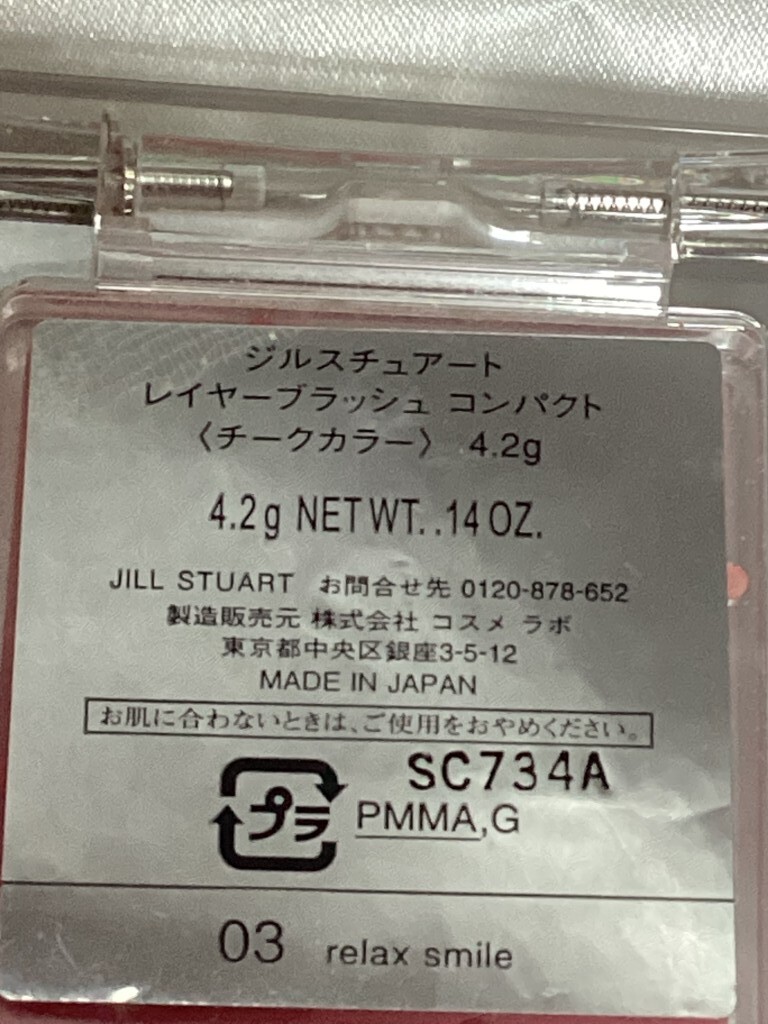 ジルスチュアート
レイヤーブラッシュ コンパクト
〈チークカラー〉 4.2g
4.2g NET WT. .14 OZ.
JILL STUART お問合せ先 0120-878-652
製造販売元 株式会社 コスメ ラボ
東京都中央区銀座3-5-12
MADE IN JAPAN
お肌に合わないときは、ご使用をおやめください。
SC734A
プラ PMMA,G
03 relax smile